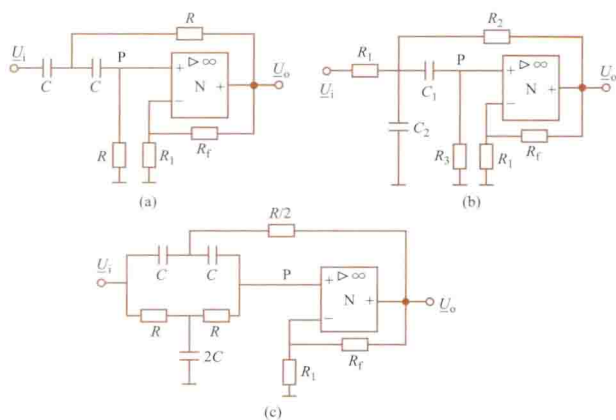 R
U_i
C
C
P
+
▷ ∞
N
+
−
U_o
R
R_1
R_f
(a)
R_2
R_1
U_i
C_1
P
+
▷ ∞
N
+
−
U_o
C_2
R_3
R_1
R_f
(b)
R/2
U_i
C
C
R
R
2C
P
+
▷ ∞
N
+
−
U_o
R_1
R_f
(c)